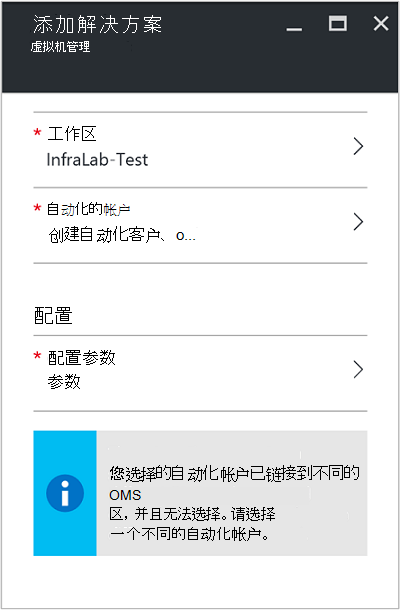 添加解决方案
虚拟机管理
* 工作区
InfraLab-Test
* 自动化的帐户
创建自动化客户、o...
配置
* 配置参数
参数
您选择的自动化帐户已链接到不同的
OMS
区，并且无法选择。请选择
一个不同的自动化帐户。